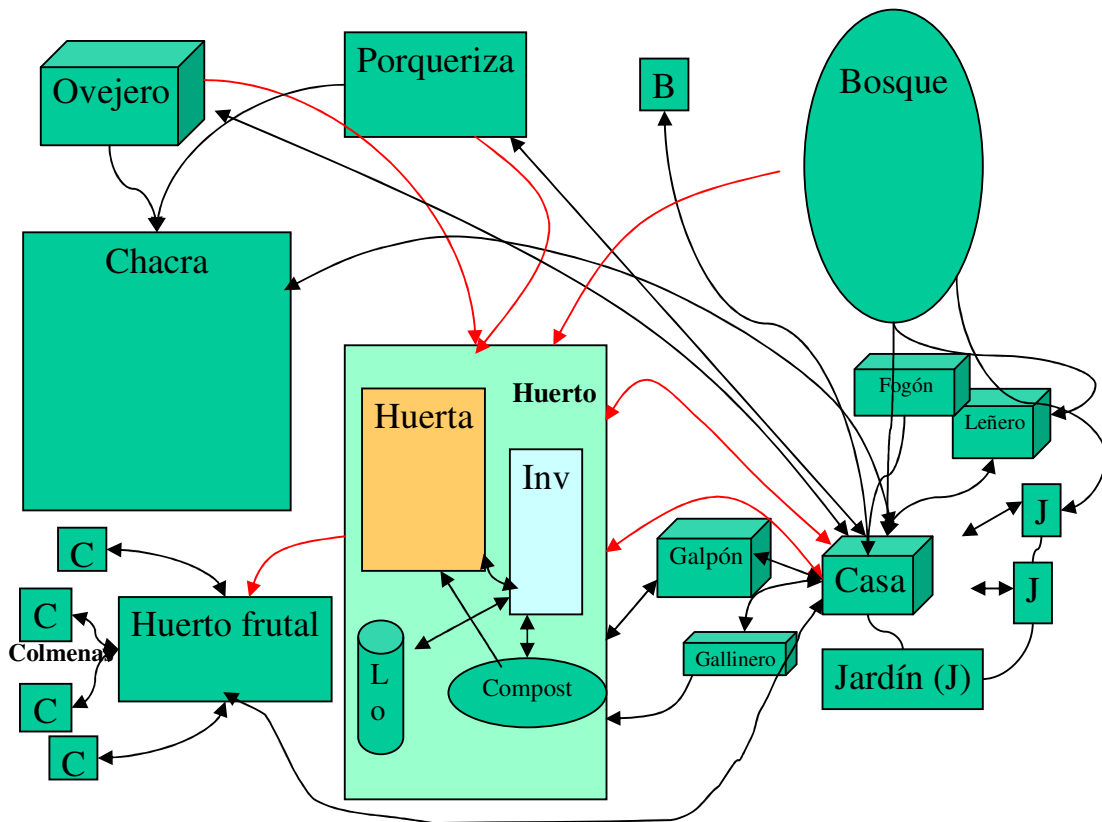 Ovejero
Porqueriza
B
Bosque
Chacra
Huerto
Huerta
Inv
Fogón
Leñero
C
C
Colmenas
C
C
Huerto frutal
L
o
Compost
Galpón
Gallinero
Casa
J
J
Jardín (J)